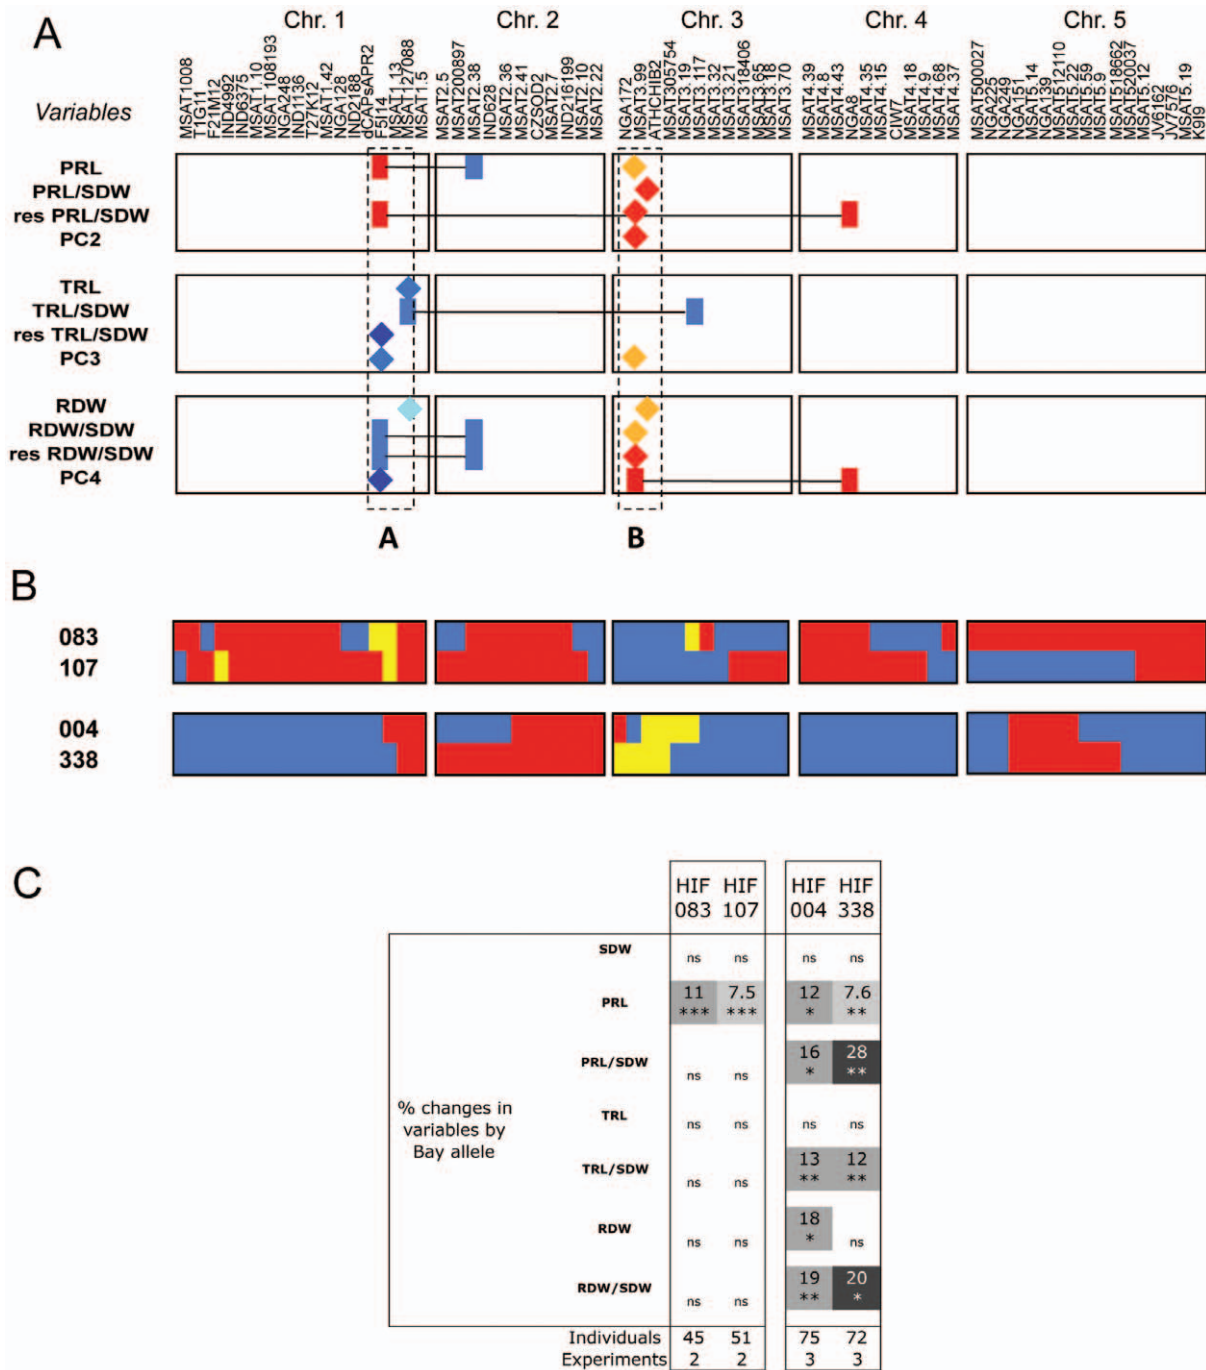 A
Chr. 1 Chr. 2 Chr. 3 Chr. 4 Chr. 5
Variables
MSAT1008
T1G11
F21M12
IND4992
IND6375
MSAT1.10
MSAT 108193
NGA248
IND1136
T27K12
MSAT1.42
NGA128
IND2188
dCAPsAPR2
F5I14
MSAT1.13
MSAT127088
MSAT1.5
MSAT2.5
MSAT200897
MSAT2.38
IND628
MSAT2.36
MSAT2.41
CZSOD2
MSAT2.7
IND216199
MSAT2.10
MSAT2.22
NGA172
MSAT3.99
ATHCHIB2
MSAT305754
MSAT3.19
MSAT3.117
MSAT3.32
MSAT3.21
MSAT318406
MSAT3.65
MSAT3.18
MSAT3.70
MSAT4.39
MSAT4.8
MSAT4.43
NGA8
MSAT4.35
MSAT4.15
CIW7
MSAT4.18
MSAT4.9
MSAT4.68
MSAT4.37
MSAT500027
NGA225
NGA249
NGA151
MSAT5.14
NGA139
MSAT512110
MSAT5.22
MSAT5.59
MSAT5.9
MSAT518662
MSAT520037
MSAT5.12
JV6162
JV7576
MSAT5.19
K9I9
PRL
PRL/SDW
res PRL/SDW
PC2
TRL
TRL/SDW
res TRL/SDW
PC3
RDW
RDW/SDW
res RDW/SDW
PC4
A B
B
083
107
004
338
C
HIF HIF HIF HIF
083 107 004 338
% changes in
variables by
Bay allele
SDW ns ns ns ns
PRL 11 7.5 12 7.6
*** *** * **
PRL/SDW ns ns 16 28
* **
TRL ns ns ns ns
TRL/SDW ns ns 13 12
** **
RDW ns ns 18 ns
*
RDW/SDW ns ns 19 20
** *
Individuals 45 51 75 72
Experiments 2 2 3 3